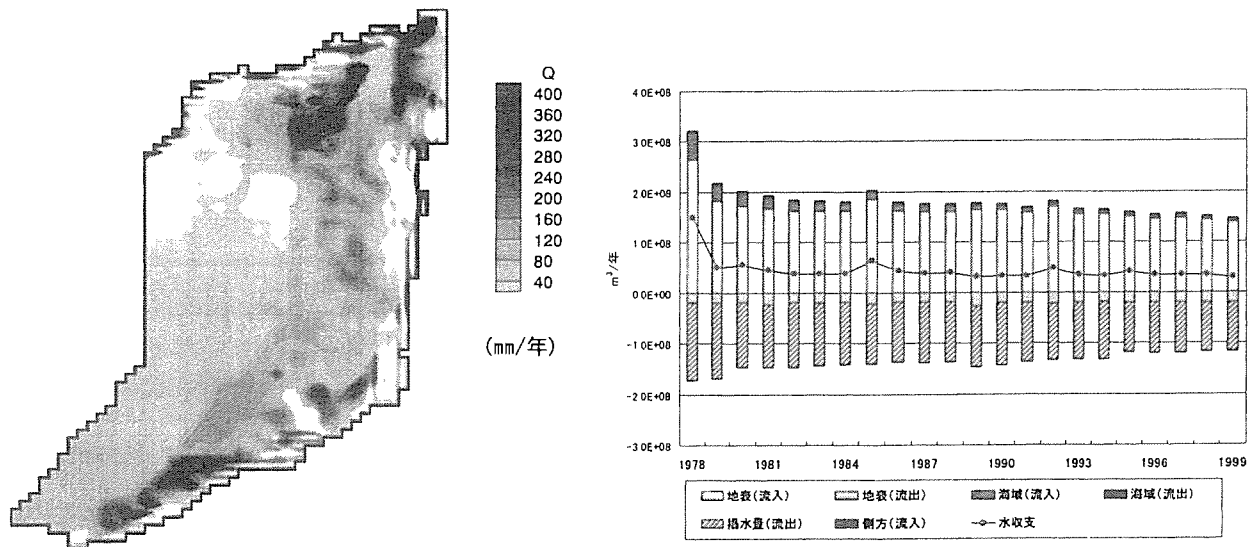 Q
400
360
320
280
240
200
160
120
80
40
(mm/年)
4.0E+08
3.0E+08
2.0E+08
1.0E+08
0.0E+00
-1.0E+08
-2.0E+08
-3.0E+08
m³/年
1978 1981 1984 1987 1990 1993 1996 1999
地表(流入) 地表(流出) 海域(流入) 海域(流出)
揚水量(流出) 側方(流入) 水収支